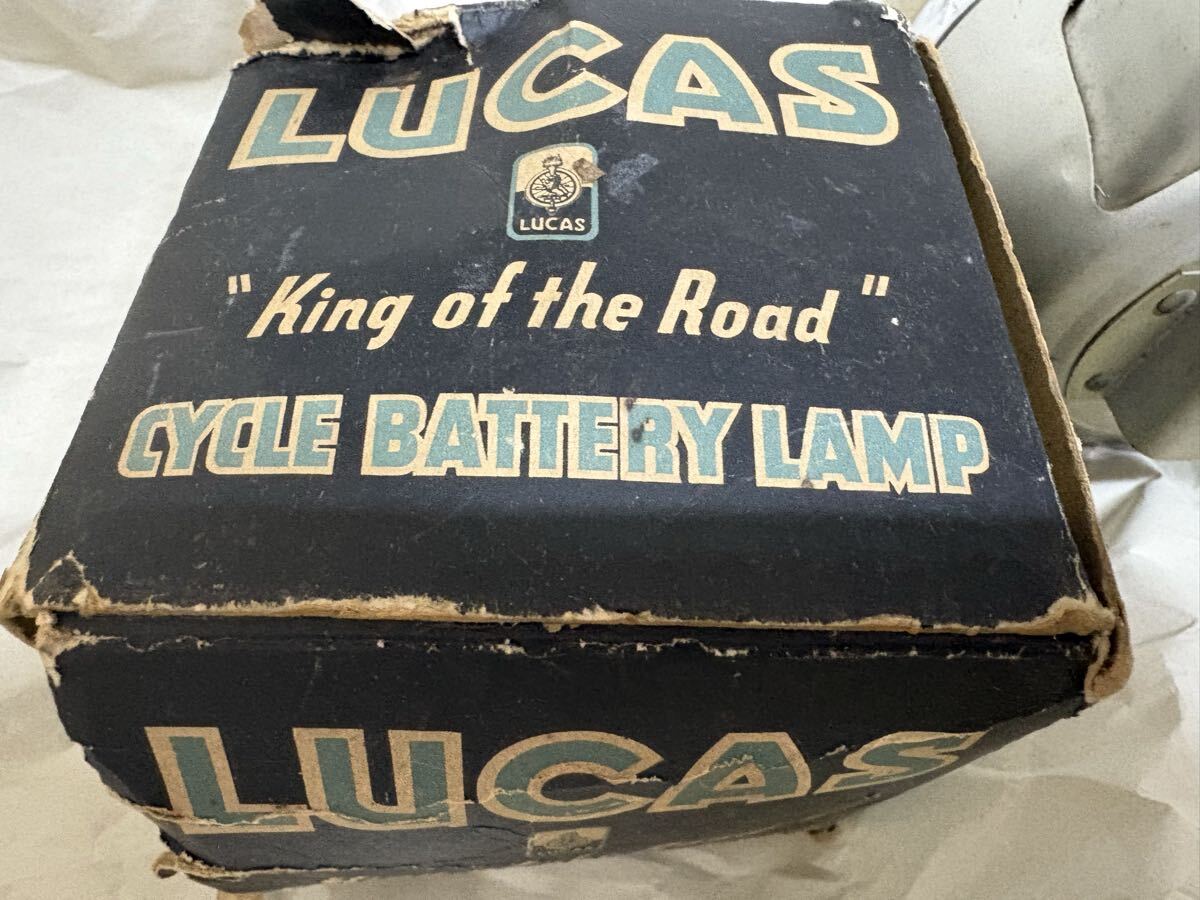 LUCAS
LUCAS
"King of the Road"
CYCLE BATTERY LAMP
LUCAS